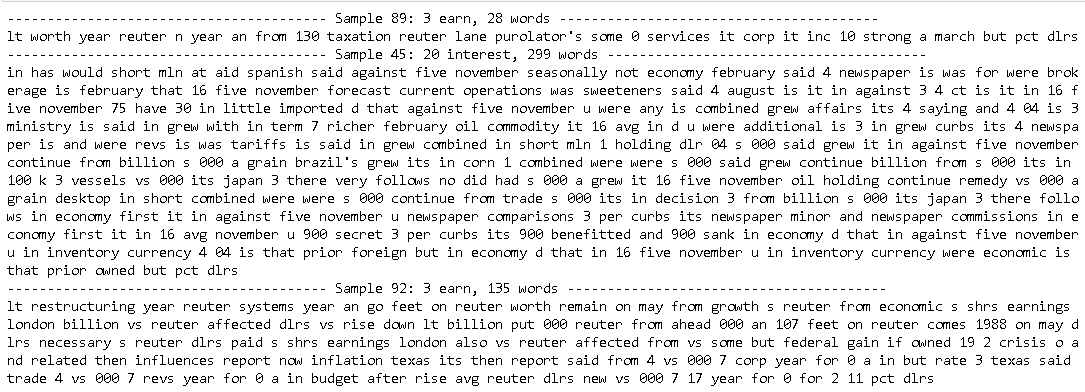 ------------------------------------ Sample 89: 3 earn, 28 words ------------------------------------
lt worth year reuter n year an from 130 taxation reuter lane purolator's some 0 services it corp it inc 10 strong a march but pct dlrs
------------------------------------ Sample 45: 20 interest, 299 words ------------------------------------
in has would short mln at aid spanish said against five november seasonally not economy february said 4 newspaper is was for were brok
erage is february that 16 five november forecast current operations was sweeteners said 4 august is it in against 3 4 ct is it in 16 f
ive november 75 have 30 in little imported d that against five november u were any is combined grew affairs its 4 saying and 4 04 is 3
ministry is said in grew with in term 7 richer february oil commodity it 16 avg in d u were additional is 3 in grew curbs its 4 newspa
per is and were revs is was tariffs is said in grew combined in short mln 1 holding dlr 04 s 000 said grew it in against five november
continue from billion s 000 a grain brazil's grew its in corn 1 combined were were s 000 said grew continue billion from s 000 its in
100 k 3 vessels vs 000 its japan 3 there very follows no did had s 000 a grew it 16 five november oil holding continue remedy vs 000 a
grain desktop in short combined were were s 000 continue from trade s 000 its in decision 3 from billion s 000 its japan 3 there follo
ws in economy first it in against five november u newspaper comparisons 3 per curbs its newspaper minor and newspaper commissions in e
conomy first it in 16 avg november u 900 secret 3 per curbs its 900 benefitted and 900 sank in economy d that in against five november
u in inventory currency 4 04 is that prior foreign but in economy d that in 16 five november u in inventory currency were economic is
that prior owned but pct dlrs
------------------------------------ Sample 92: 3 earn, 135 words ------------------------------------
lt restructuring year reuter systems year an go feet on reuter worth remain on may from growth s reuter from economic s shrs earnings
london billion vs reuter affected dlrs vs rise down lt billion put 000 reuter from ahead 000 an 107 feet on reuter comes 1988 on may d
lrs necessary s reuter dlrs paid s shrs earnings london also vs reuter affected from vs some but federal gain if owned 19 2 crisis o a
nd related then influences report now inflation texas its then report said from 4 vs 000 7 corp year for 0 a in but rate 3 texas said
trade 4 vs 000 7 revs year for 0 a in budget after rise avg reuter dlrs new vs 000 7 17 year for 0 for 2 11 pct dlrs